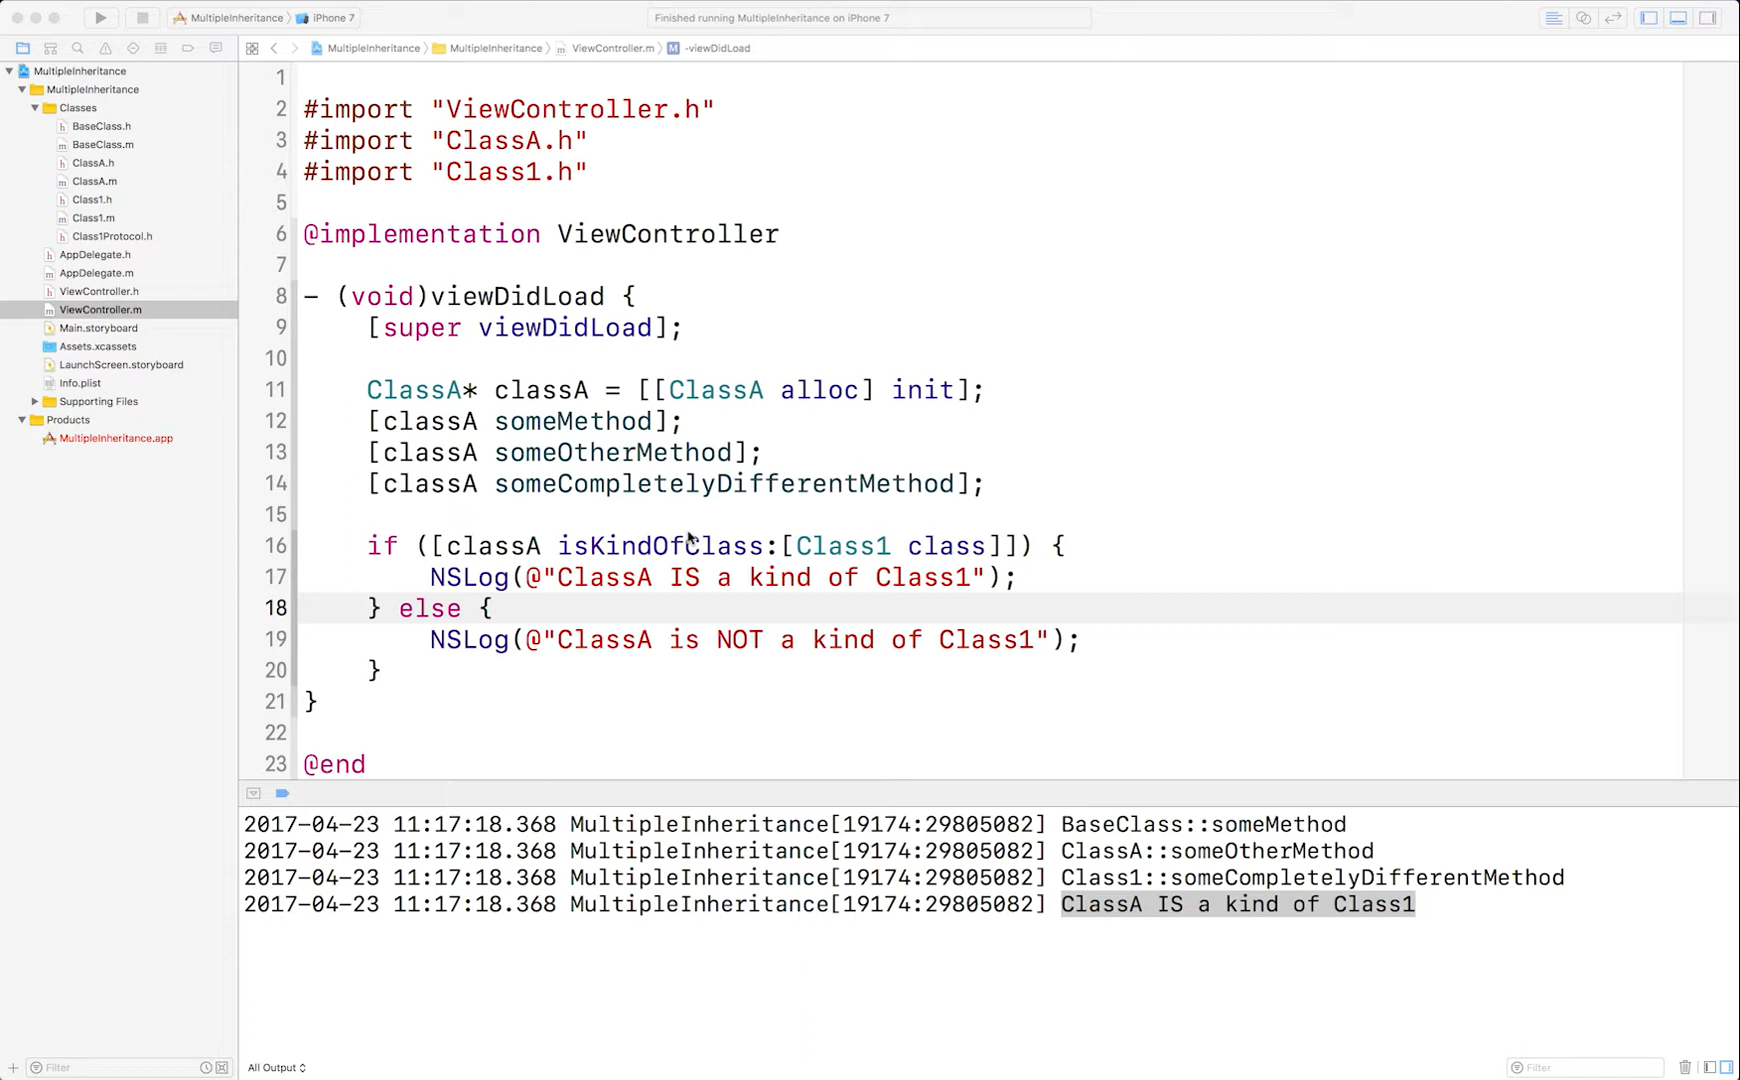 MultipleInheritance 〉 iPhone 7
Finished running MultipleInheritance on iPhone 7
MultipleInheritance 〉 MultipleInheritance 〉 ViewController.m 〉 M -viewDidLoad
MultipleInheritance
MultipleInheritance
Classes
h BaseClass.h
m BaseClass.m
h ClassA.h
m ClassA.m
h Class1.h
m Class1.m
h Class1Protocol.h
h AppDelegate.h
m AppDelegate.m
h ViewController.h
m ViewController.m
Main.storyboard
Assets.xcassets
LaunchScreen.storyboard
Info.plist
Supporting Files
Products
MultipleInheritance.app
1
2 #import "ViewController.h"
3 #import "ClassA.h"
4 #import "Class1.h"
5
6 @implementation ViewController
7
8 – (void)viewDidLoad {
9 [super viewDidLoad];
10
11 ClassA* classA = [[ClassA alloc] init];
12 [classA someMethod];
13 [classA someOtherMethod];
14 [classA someCompletelyDifferentMethod];
15
16 if ([classA isKindOfClass:[Class1 class]]) {
17 NSLog(@"ClassA IS a kind of Class1");
18 } else {
19 NSLog(@"ClassA is NOT a kind of Class1");
20 }
21 }
22
23 @end
2017-04-23 11:17:18.368 MultipleInheritance[19174:29805082] BaseClass::someMethod
2017-04-23 11:17:18.368 MultipleInheritance[19174:29805082] ClassA::someOtherMethod
2017-04-23 11:17:18.368 MultipleInheritance[19174:29805082] Class1::someCompletelyDifferentMethod
2017-04-23 11:17:18.368 MultipleInheritance[19174:29805082] ClassA IS a kind of Class1
Filter
All Output
Filter